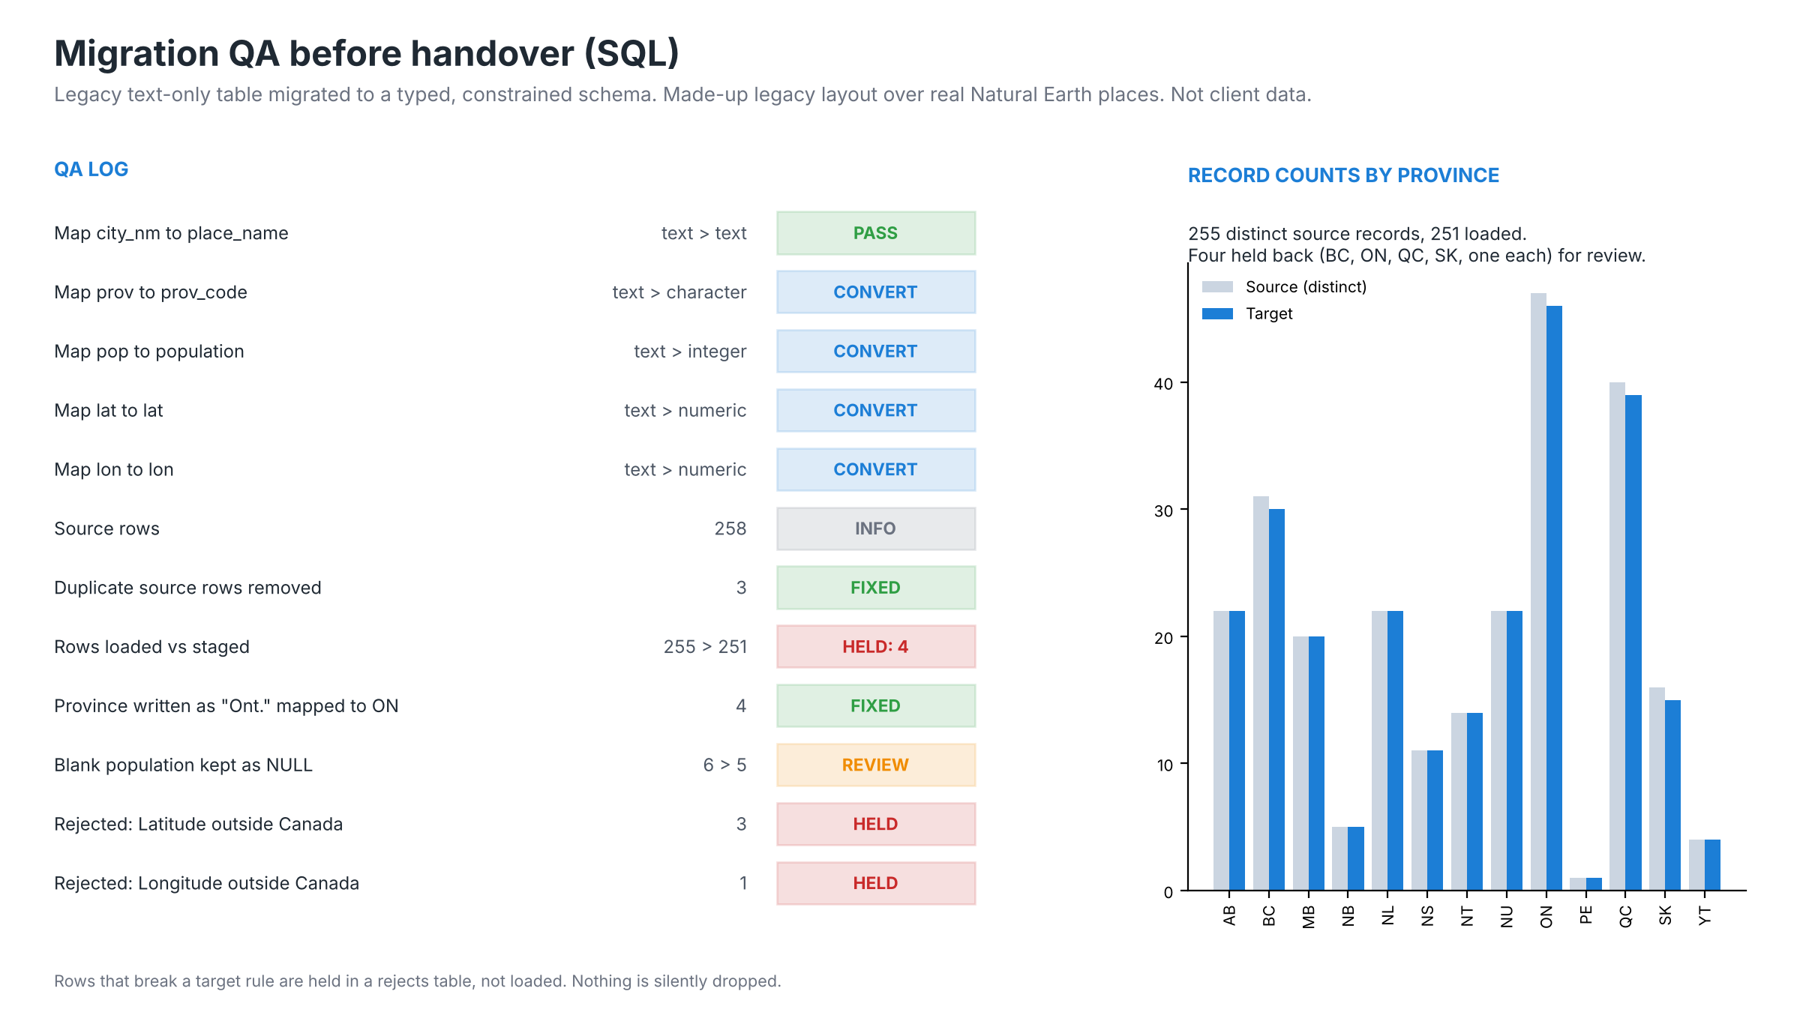 Migration QA before handover (SQL)
Legacy text-only table migrated to a typed, constrained schema. Made-up legacy layout over real Natural Earth places. Not client data.
QA LOG
Map city_nm to place_name text > text PASS
Map prov to prov_code text > character CONVERT
Map pop to population text > integer CONVERT
Map lat to lat text > numeric CONVERT
Map lon to lon text > numeric CONVERT
Source rows 258 INFO
Duplicate source rows removed 3 FIXED
Rows loaded vs staged 255 > 251 HELD: 4
Province written as "Ont." mapped to ON 4 FIXED
Blank population kept as NULL 6 > 5 REVIEW
Rejected: Latitude outside Canada 3 HELD
Rejected: Longitude outside Canada 1 HELD
RECORD COUNTS BY PROVINCE
255 distinct source records, 251 loaded.
Four held back (BC, ON, QC, SK, one each) for review.
Source (distinct)
Target
40
30
20
10
0
AB BC MB NB NL NS NT NU ON PE QC SK YT
Rows that break a target rule are held in a rejects table, not loaded. Nothing is silently dropped.